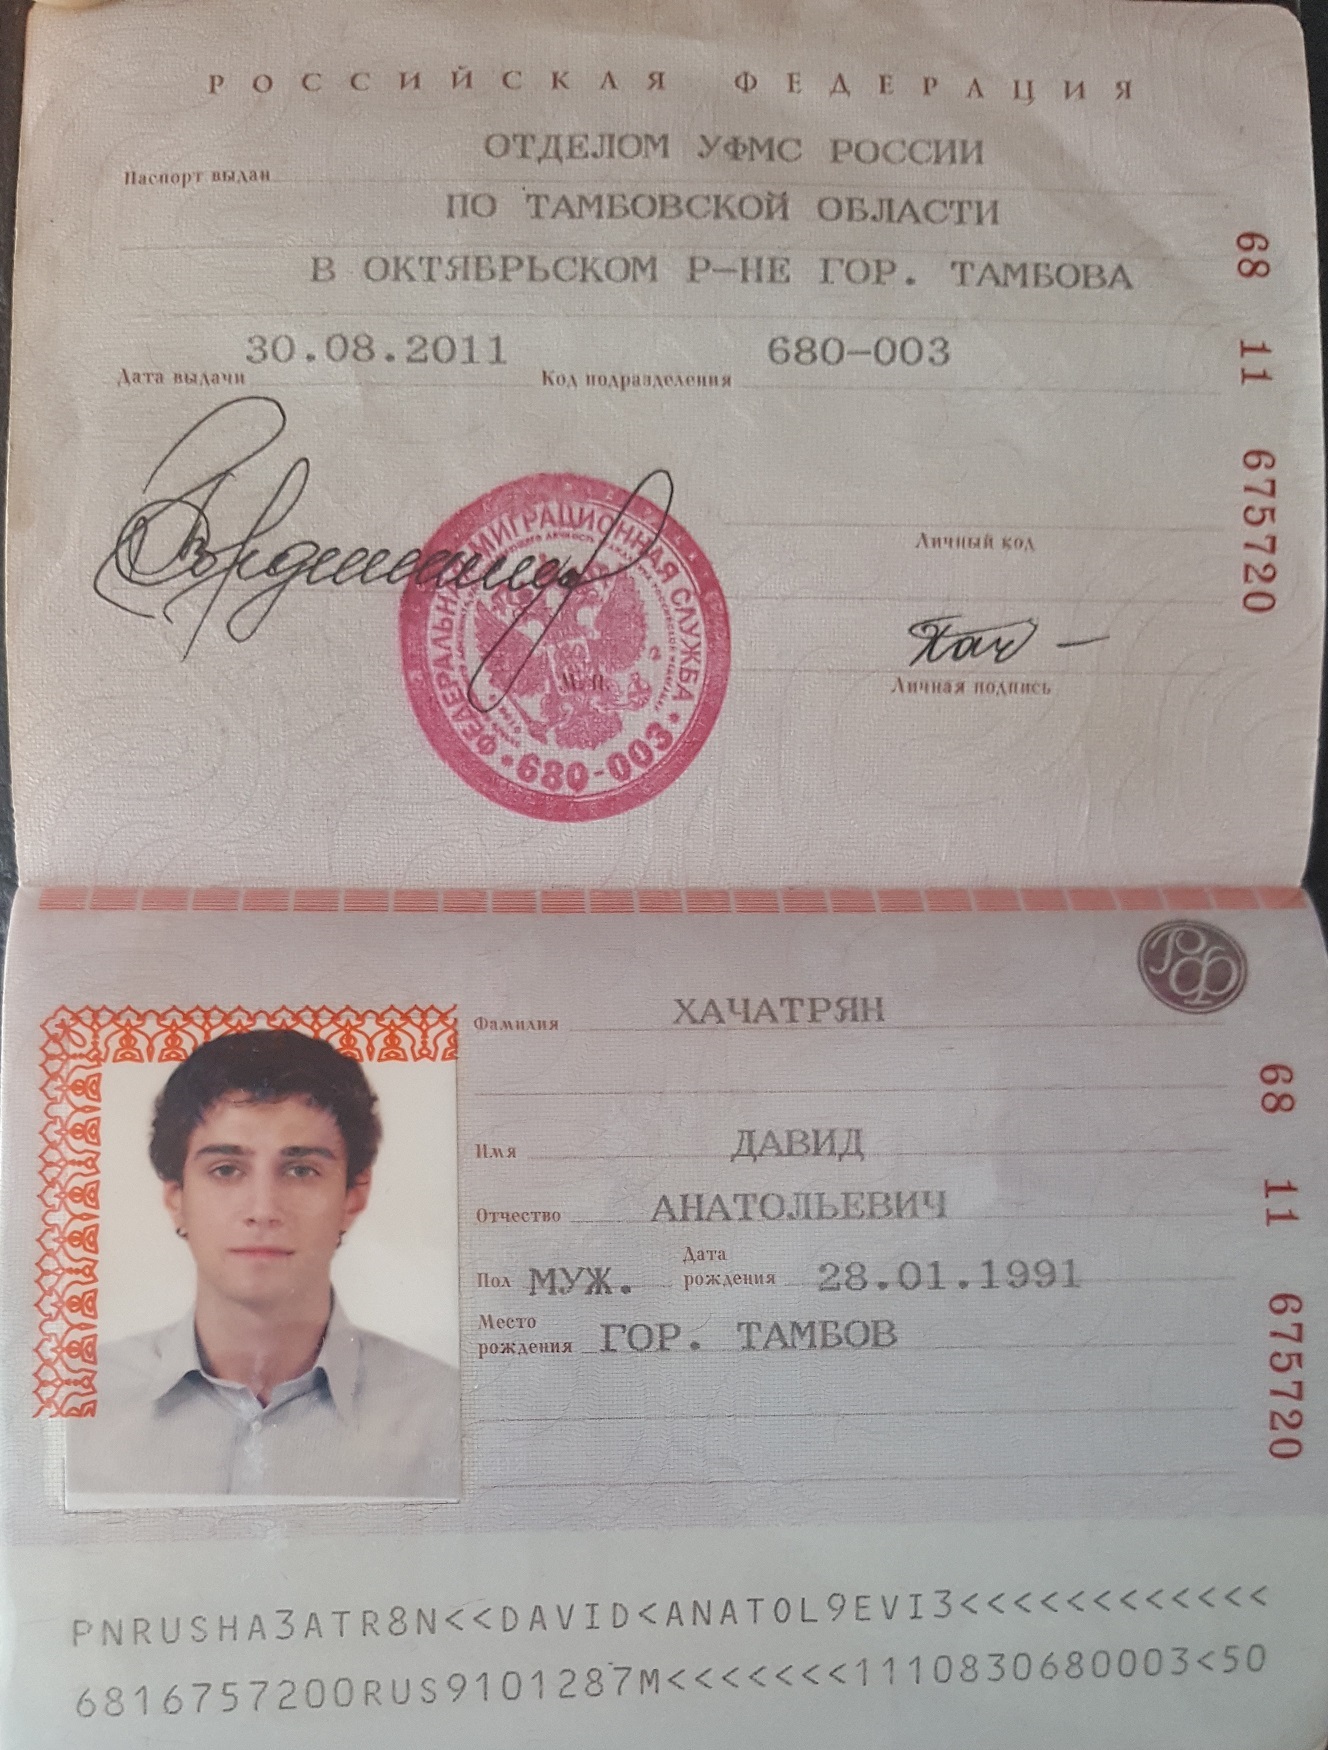 РОССИЙСКАЯ ФЕДЕРАЦИЯ
Паспорт выдан ОТДЕЛОМ УФМС РОССИИ
ПО ТАМБОВСКОЙ ОБЛАСТИ
В ОКТЯБРЬСКОМ Р-НЕ ГОР. ТАМБОВА
Дата выдачи 30.08.2011 Код подразделения 680-003
68 11 675720
Личный код
Личная подпись
Хач
М.П.
ФЕДЕРАЛЬНАЯ МИГРАЦИОННАЯ СЛУЖБА
680-003
РФ
Фамилия ХАЧАТРЯН
Имя ДАВИД
Отчество АНАТОЛЬЕВИЧ
Пол МУЖ. Дата рождения 28.01.1991
Место рождения ГОР. ТАМБОВ
68 11 675720
PNRUSHA3ATR8N<<DAVID<ANATOL9EVI3<<<<<<<<<<<<
6816757200RUS9101287M<<<<<<<1110830680003<50